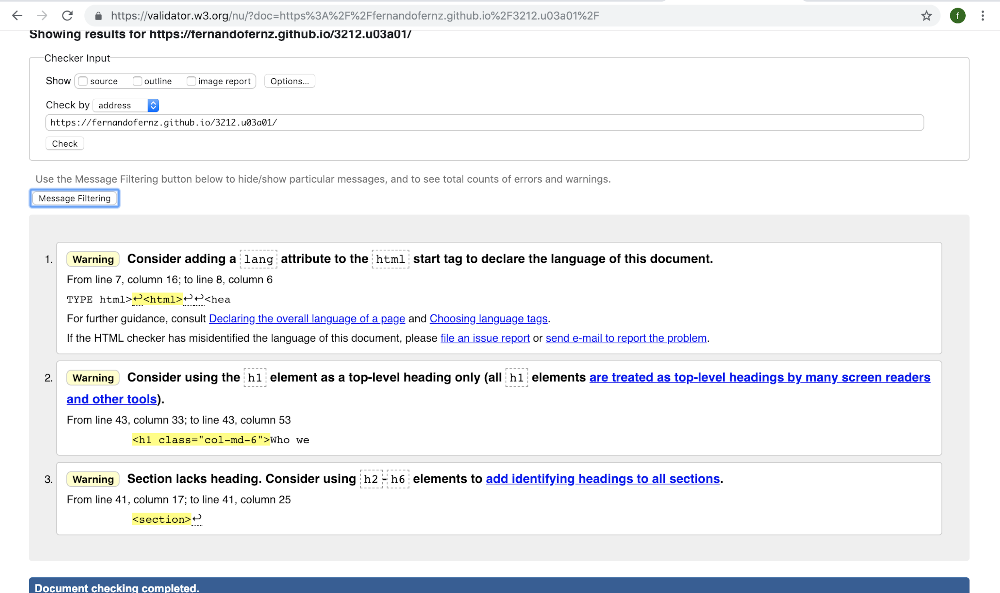 https://validator.w3.org/nu/?doc=https%3A%2F%2Ffernandofernz.github.io%2F3212.u03a01%2F
f
Showing results for https://fernandofernz.github.io/3212.u03a01/
Checker Input
Show source outline image report Options...
Check by address
https://fernandofernz.github.io/3212.u03a01/
Check
Use the Message Filtering button below to hide/show particular messages, and to see total counts of errors and warnings.
Message Filtering
1. Warning Consider adding a lang attribute to the html start tag to declare the language of this document.
From line 7, column 16; to line 8, column 6
TYPE html>↩<html>↩↩<hea
For further guidance, consult Declaring the overall language of a page and Choosing language tags.
If the HTML checker has misidentified the language of this document, please file an issue report or send e-mail to report the problem.
2. Warning Consider using the h1 element as a top-level heading only (all h1 elements are treated as top-level headings by many screen readers
and other tools).
From line 43, column 33; to line 43, column 53
<h1 class="col-md-6">Who we
3. Warning Section lacks heading. Consider using h2-h6 elements to add identifying headings to all sections.
From line 41, column 17; to line 41, column 25
<section>↩
Document checking completed.